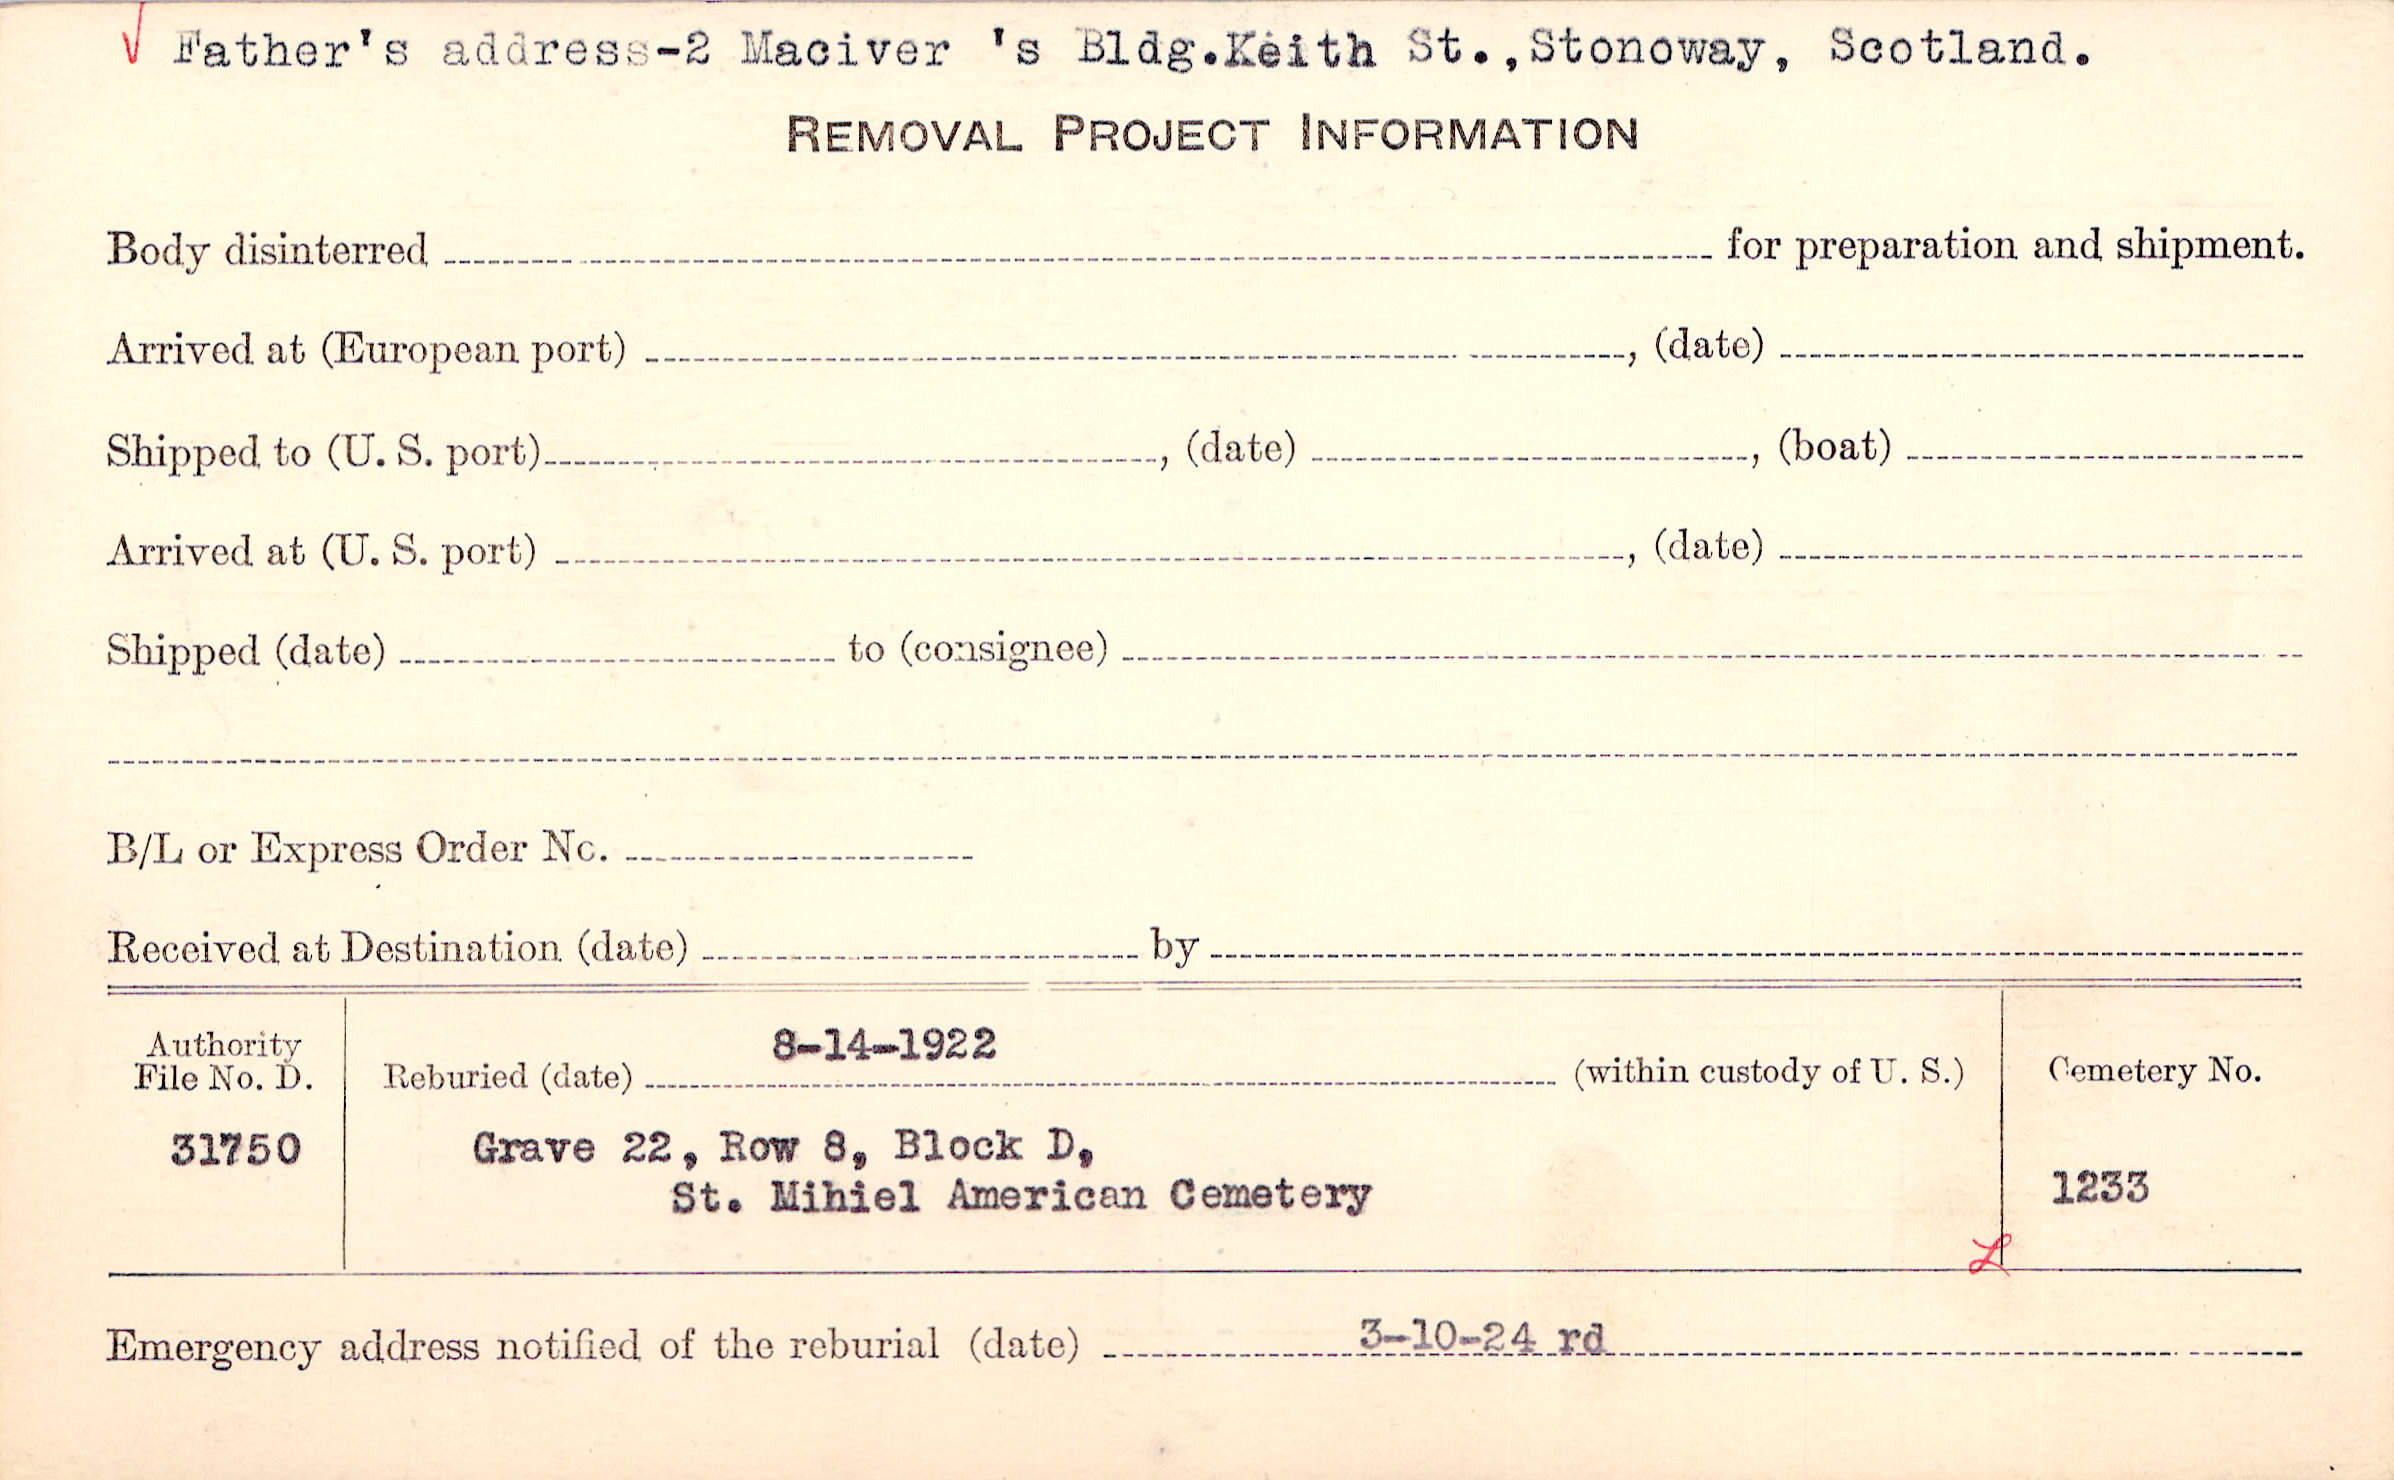 Father's address-2 Maciver 's Bldg.Keith St.,Stonoway, Scotland.
REMOVAL PROJECT INFORMATION
Body disinterred for preparation and shipment.
Arrived at (European port) , (date)
Shipped to (U. S. port) , (date) , (boat)
Arrived at (U. S. port) , (date)
Shipped (date) to (consignee)
B/L or Express Order No.
Received at Destination (date) by
Authority
File No. D.
31750
8-14-1922
Reburied (date) (within custody of U. S.)
Grave 22, Row 8, Block D,
St. Mihiel American Cemetery
Cemetery No.
1233
L
Emergency address notified of the reburial (date) 3-10-24 rd